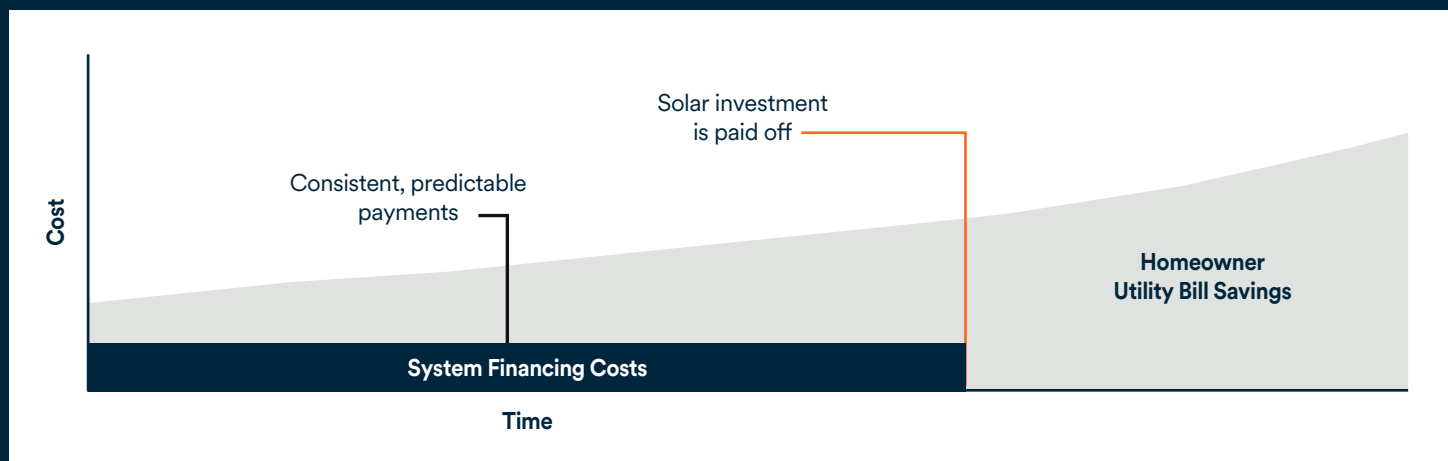 Solar investment
is paid off
Consistent, predictable
payments
Cost
Homeowner
Utility Bill Savings
System Financing Costs
Time